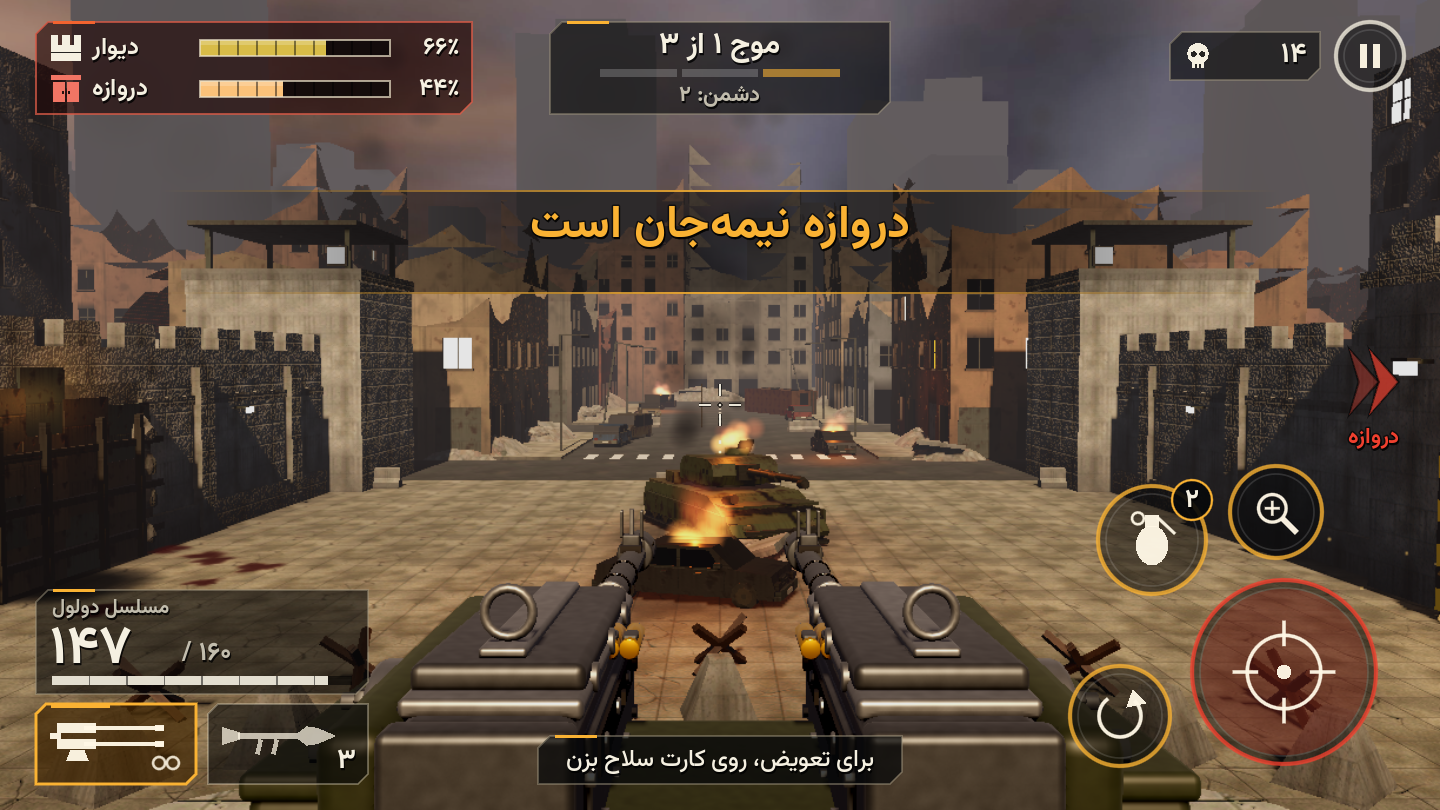 دیوار ۶۶٪
دروازه ۴۴٪
موج ۱ از ۳
دشمن: ۲
۱۴
دروازه نیمه‌جان است
دروازه
۲
مسلسل دولول
۱۴۷ / ۱۶۰
∞
۳
برای تعویض، روی کارت سلاح بزن